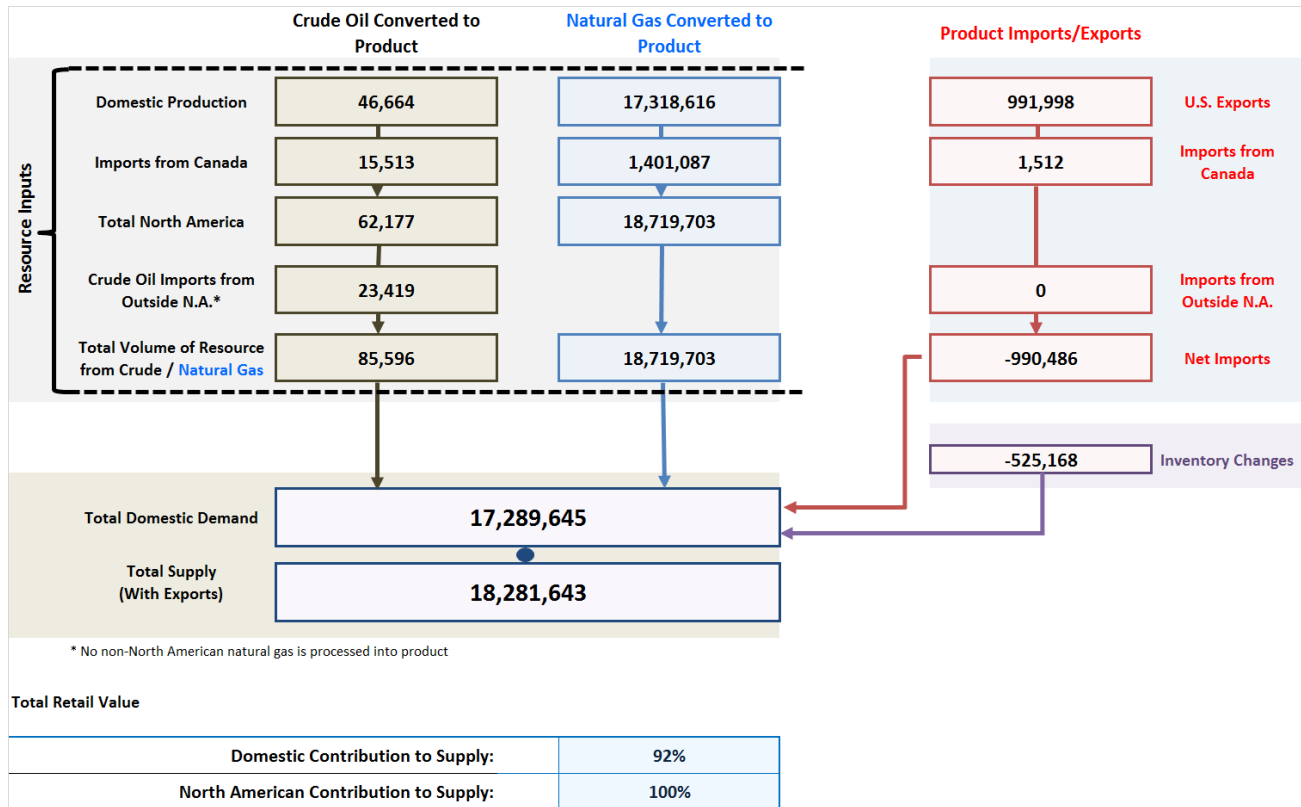 Crude Oil Converted to
Product
Natural Gas Converted to
Product
Product Imports/Exports
Resource Inputs
Domestic Production
46,664
17,318,616
991,998
U.S. Exports
Imports from Canada
15,513
1,401,087
1,512
Imports from
Canada
Total North America
62,177
18,719,703
Crude Oil Imports from
Outside N.A.*
23,419
0
Imports from
Outside N.A.
Total Volume of Resource
from Crude / Natural Gas
85,596
18,719,703
-990,486
Net Imports
-525,168
Inventory Changes
Total Domestic Demand
17,289,645
Total Supply
(With Exports)
18,281,643
* No non-North American natural gas is processed into product
Total Retail Value
Domestic Contribution to Supply:
92%
North American Contribution to Supply:
100%